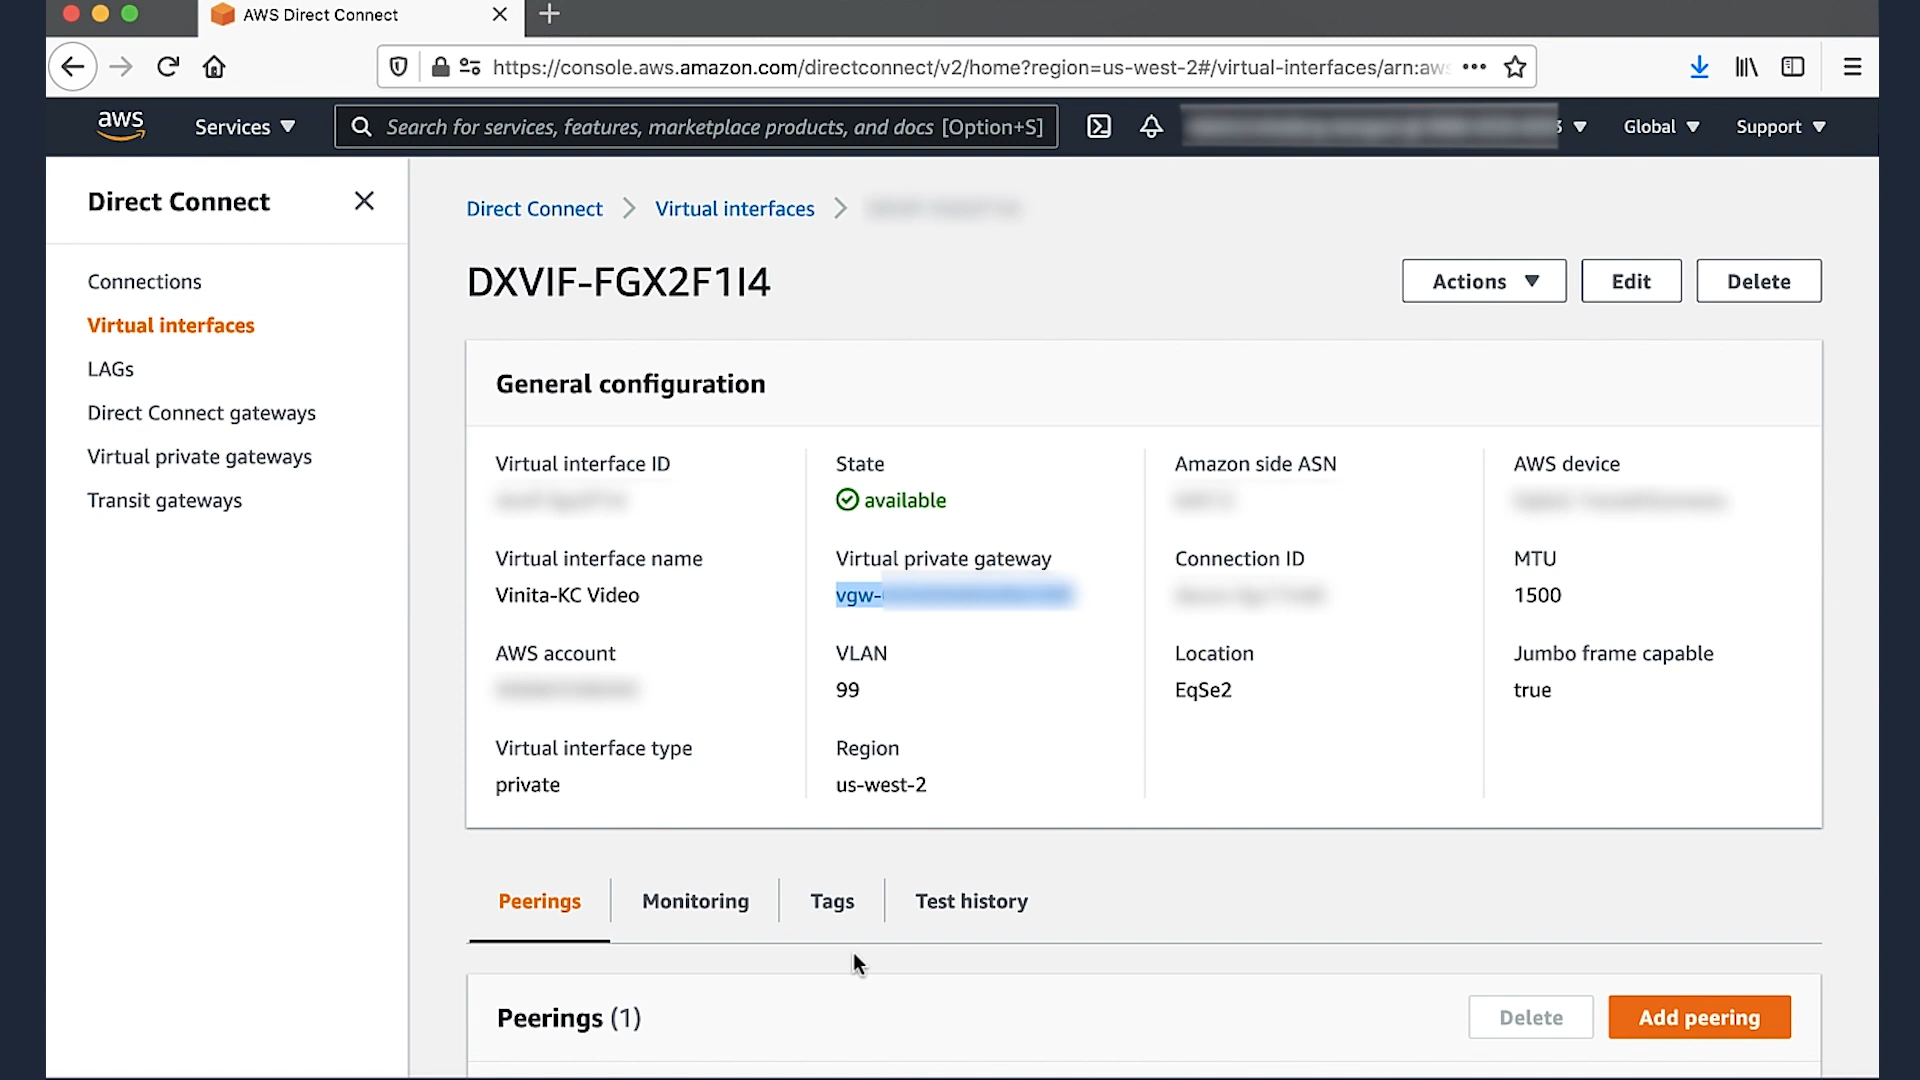 AWS Direct Connect
https://console.aws.amazon.com/directconnect/v2/home?region=us-west-2#/virtual-interfaces/arn:aws
aws
Services
Search for services, features, marketplace products, and docs [Option+S]
Global
Support
Direct Connect
Connections
Virtual interfaces
LAGs
Direct Connect gateways
Virtual private gateways
Transit gateways
Direct Connect > Virtual interfaces >
DXVIF-FGX2F1I4
Actions
Edit
Delete
General configuration
Virtual interface ID
Virtual interface name
Vinita-KC Video
AWS account
Virtual interface type
private
State
available
Virtual private gateway
vgw-
VLAN
99
Region
us-west-2
Amazon side ASN
Connection ID
Location
EqSe2
AWS device
MTU
1500
Jumbo frame capable
true
Peerings
Monitoring
Tags
Test history
Peerings (1)
Delete
Add peering